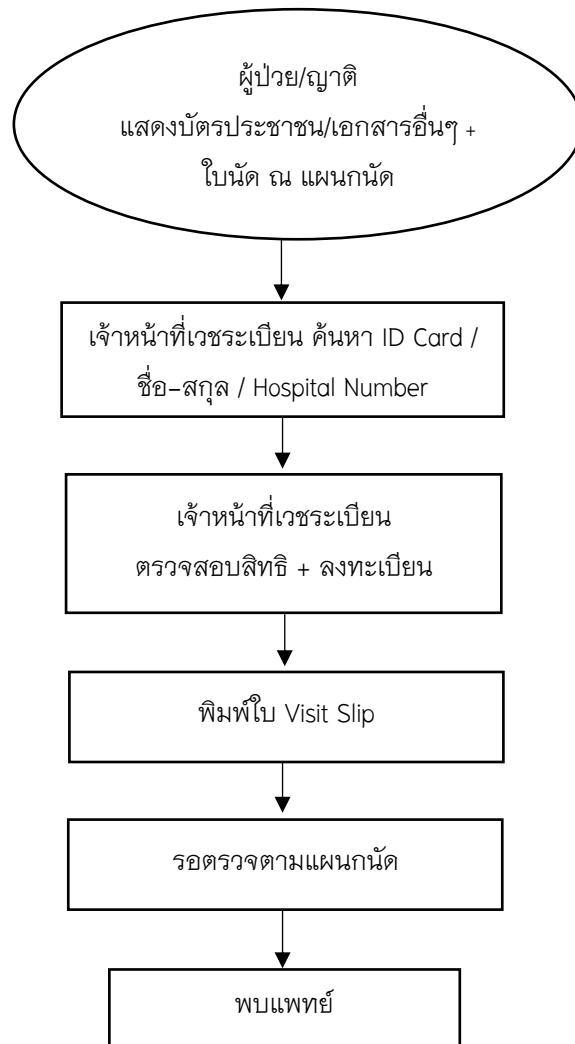 ผู้ป่วย/ญาติ
แสดงบัตรประชาชน/เอกสารอื่นๆ +
ใบนัด ณ แผนกนัด
เจ้าหน้าที่เวชระเบียน ค้นหา ID Card /
ชื่อ-สกุล / Hospital Number
เจ้าหน้าที่เวชระเบียน
ตรวจสอบสิทธิ + ลงทะเบียน
พิมพ์ใบ Visit Slip
รอตรวจตามแผนกนัด
พบแพทย์